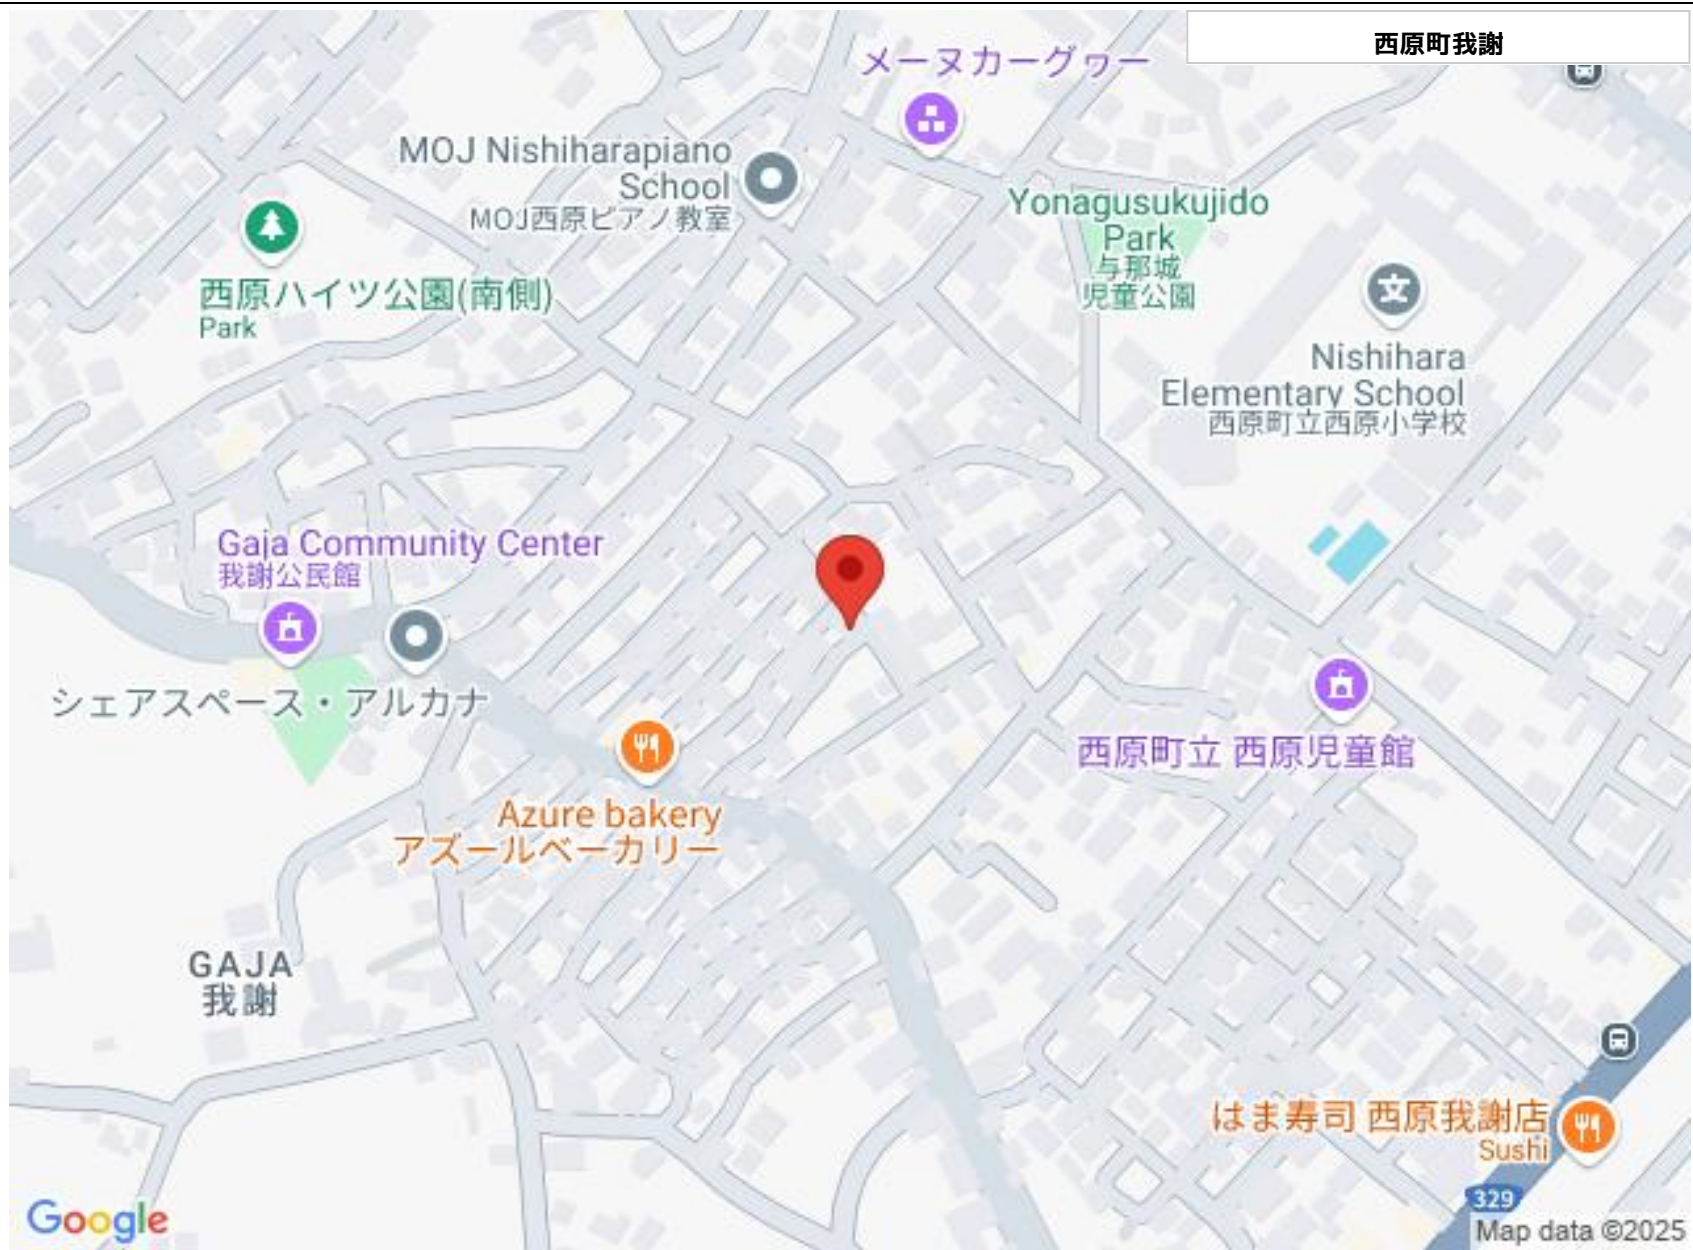 西原町我謝
メーヌカーグヮー
MOJ Nishiharapiano
School
MOJ西原ピアノ教室
Yonagusukujido
Park
与那城
児童公園
西原ハイツ公園(南側)
Park
文
Nishihara
Elementary School
西原町立西原小学校
Gaja Community Center
我謝公民館
シェアスペース・アルカナ
西原町立 西原児童館
Azure bakery
アズールベーカリー
GAJA
我謝
はま寿司 西原我謝店
Sushi
329
Google
Map data ©2025